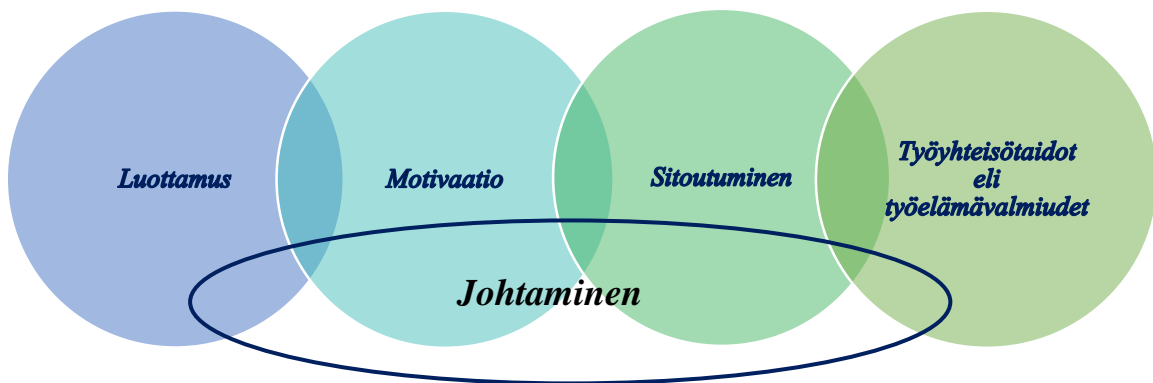 Luottamus
Motivaatio
Sitoutuminen
Työyhteisötaidot
eli
työelämävalmiudet
Johtaminen